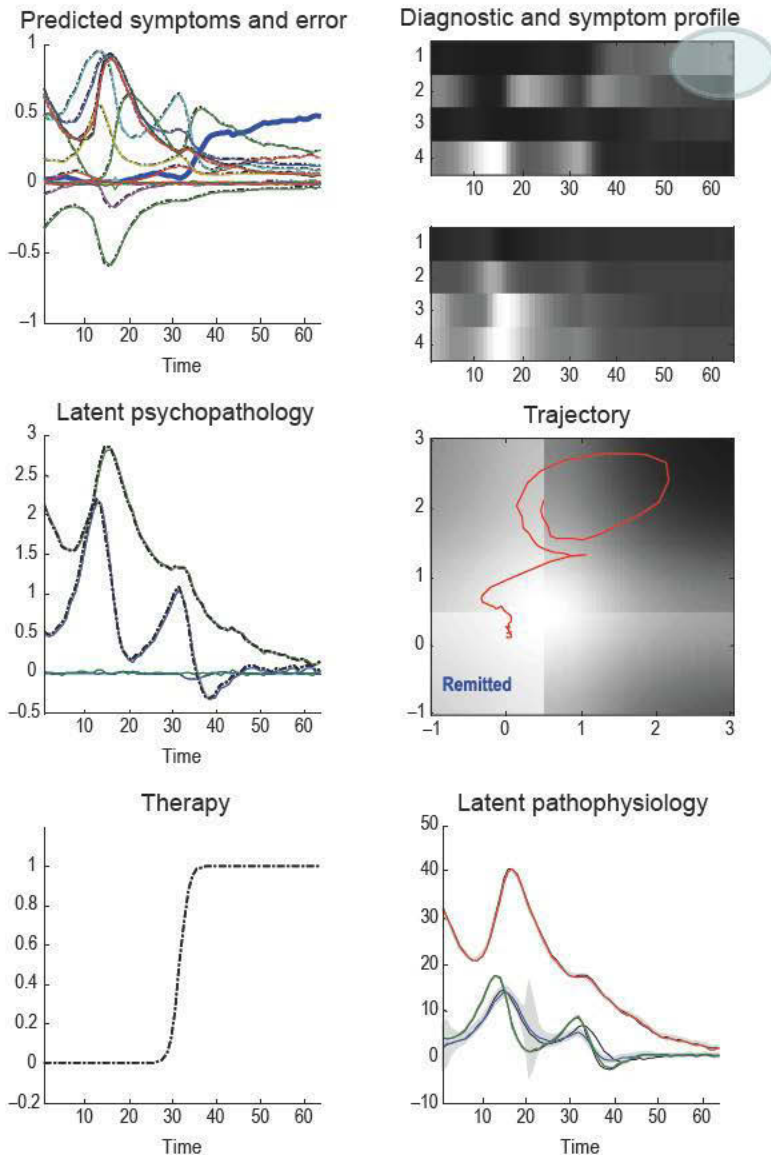 Predicted symptoms and error
1
0.5
0
−0.5
−1
10 20 30 40 50 60
Time
Diagnostic and symptom profile
1
2
3
4
10 20 30 40 50 60
1
2
3
4
10 20 30 40 50 60
Latent psychopathology
3
2.5
2
1.5
1
0.5
0
−0.5
10 20 30 40 50 60
Time
Trajectory
3
2
1
0
−1
Remitted
−1 0 1 2 3
Therapy
1
0.8
0.6
0.4
0.2
0
−0.2
10 20 30 40 50 60
Time
Latent pathophysiology
50
40
30
20
10
0
−10
10 20 30 40 50 60
Time